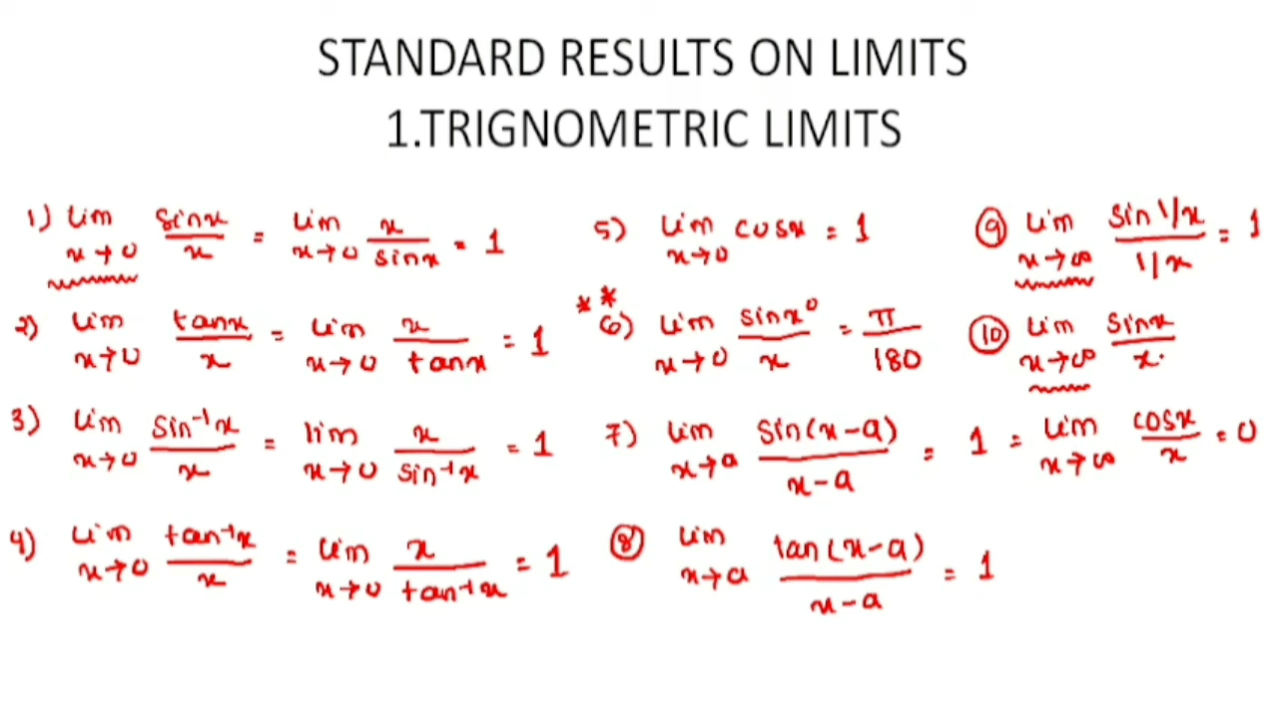 STANDARD RESULTS ON LIMITS
1.TRIGNOMETRIC LIMITS
1) lim x→0 sinx/x = lim x→0 x/sinx = 1
2) lim x→0 tanx/x = lim x→0 x/tanx = 1
3) lim x→0 sin⁻¹x/x = lim x→0 x/sin⁻¹x = 1
4) lim x→0 tan⁻¹x/x = lim x→0 x/tan⁻¹x = 1
5) lim x→0 cosx = 1
** 6) lim x→0 sinx⁰/x = π/180
7) lim x→a sin(x-a)/x-a = 1
8) lim x→a tan(x-a)/x-a = 1
9) lim x→∞ sin 1/x / 1/x = 1
10) lim x→∞ sinx/x
= lim x→∞ cosx/x = 0